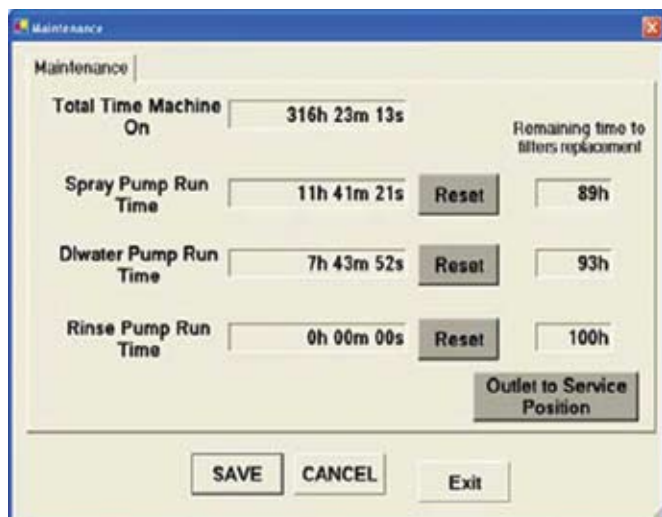 Maintenance
Maintenance
Total Time Machine
On
316h 23m 13s
Remaining time to
filters replacement
Spray Pump Run
Time
11h 41m 21s
Reset
89h
DIwater Pump Run
Time
7h 43m 52s
Reset
93h
Rinse Pump Run
Time
0h 00m 00s
Reset
100h
Outlet to Service
Position
SAVE
CANCEL
Exit